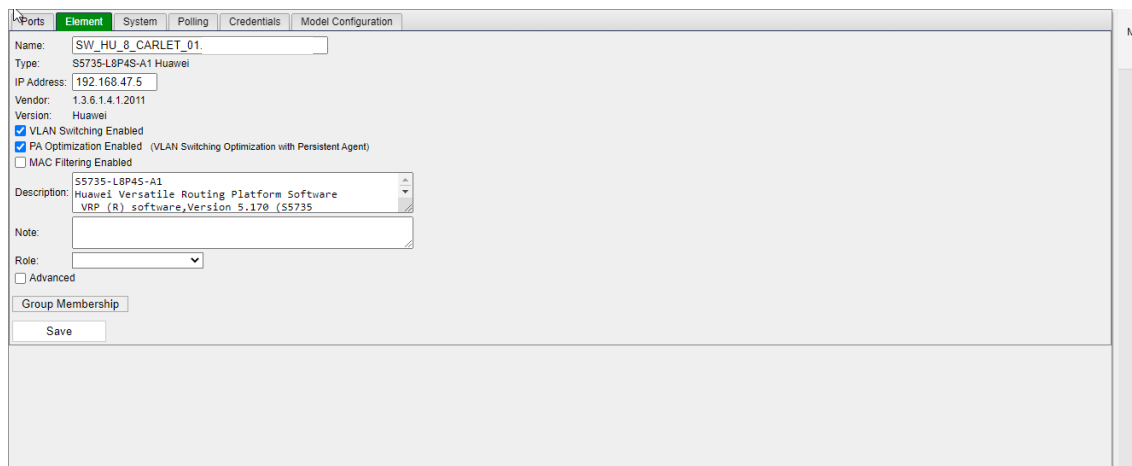 Ports Element System Polling Credentials Model Configuration
Name: SW_HU_8_CARLET_01.
Type: S5735-L8P4S-A1 Huawei
IP Address: 192.168.47.5
Vendor: 1.3.6.1.4.1.2011
Version: Huawei
VLAN Switching Enabled
PA Optimization Enabled (VLAN Switching Optimization with Persistent Agent)
MAC Filtering Enabled
Description: S5735-L8P4S-A1
Huawei Versatile Routing Platform Software
VRP (R) software,Version 5.170 (S5735
Note:
Role:
Advanced
Group Membership
Save